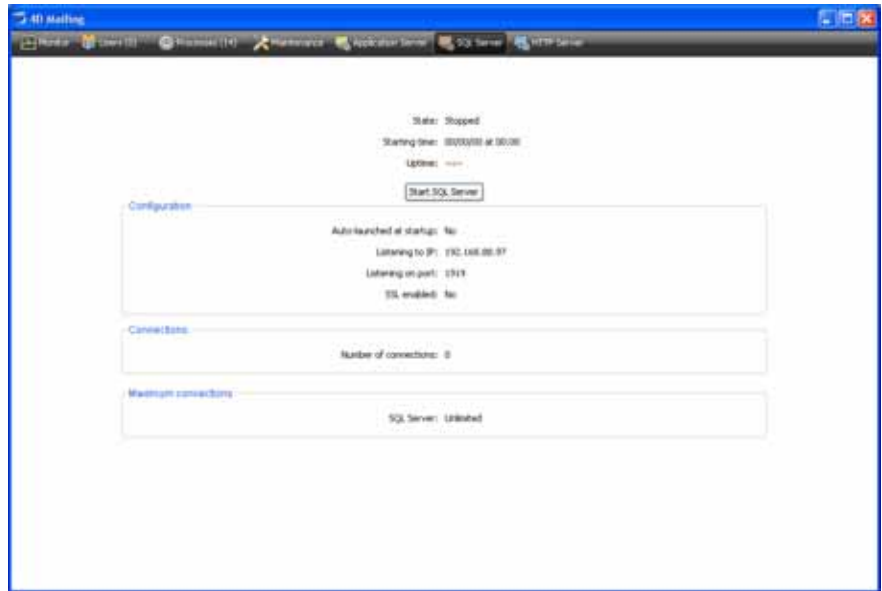 4D Mailing
Monitor Users (0) Processes (14) Maintenance Application Server SQL Server HTTP Server
State: Stopped
Starting time: 00/00/00 at 00:00
Uptime: ----
Start SQL Server
Configuration
Auto-launched at startup: No
Listening to IP: 192.168.88.97
Listening on port: 1919
SSL enabled: No
Connections
Number of connections: 0
Maximum connections
SQL Server: Unlimited